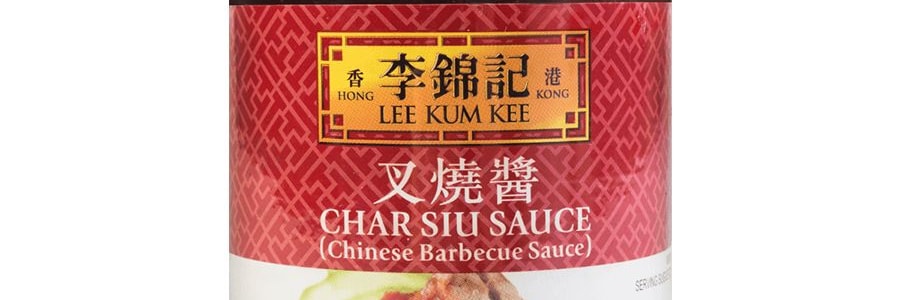 香 李錦記 港
HONG LEE KUM KEE KONG
叉燒醬
CHAR SIU SAUCE
(Chinese Barbecue Sauce)